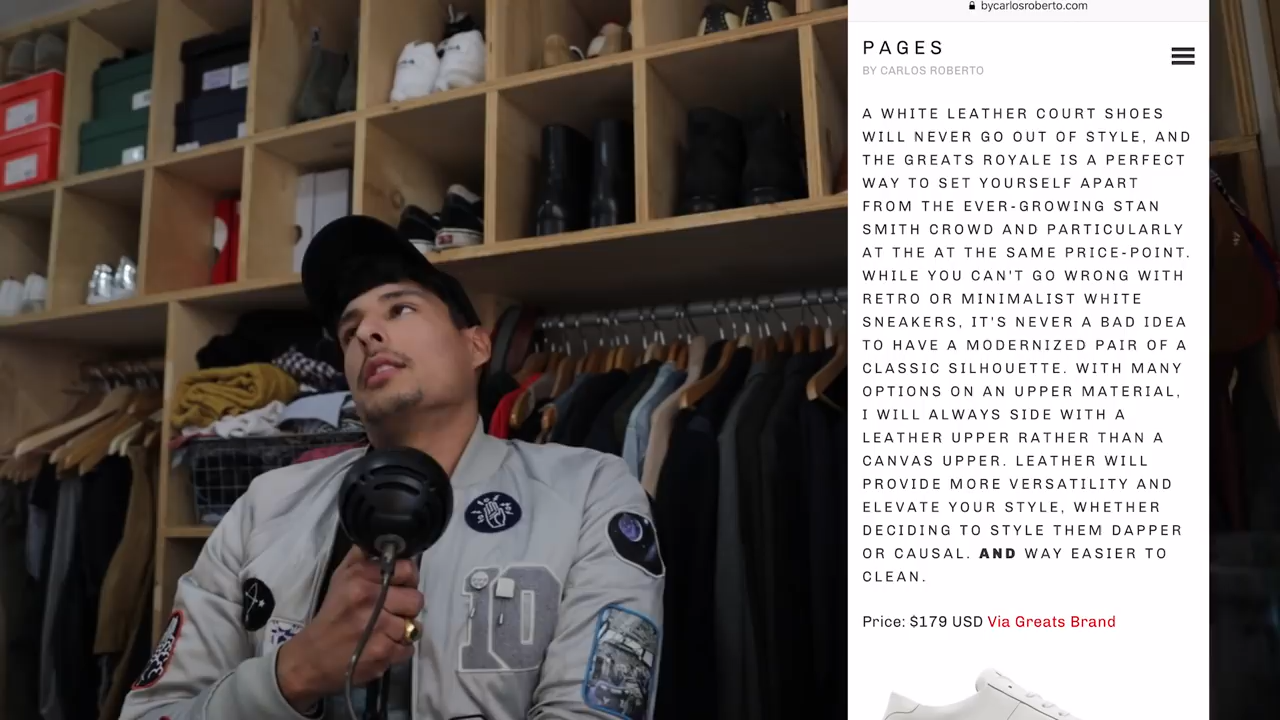 bycarlosroberto.com
PAGES
BY CARLOS ROBERTO
A WHITE LEATHER COURT SHOES
WILL NEVER GO OUT OF STYLE, AND
THE GREATS ROYALE IS A PERFECT
WAY TO SET YOURSELF APART
FROM THE EVER-GROWING STAN
SMITH CROWD AND PARTICULARLY
AT THE AT THE SAME PRICE-POINT.
WHILE YOU CAN'T GO WRONG WITH
RETRO OR MINIMALIST WHITE
SNEAKERS, IT'S NEVER A BAD IDEA
TO HAVE A MODERNIZED PAIR OF A
CLASSIC SILHOUETTE. WITH MANY
OPTIONS ON AN UPPER MATERIAL,
I WILL ALWAYS SIDE WITH A
LEATHER UPPER RATHER THAN A
CANVAS UPPER. LEATHER WILL
PROVIDE MORE VERSATILITY AND
ELEVATE YOUR STYLE, WHETHER
DECIDING TO STYLE THEM DAPPER
OR CAUSAL. AND WAY EASIER TO
CLEAN.
Price: $179 USD Via Greats Brand
10